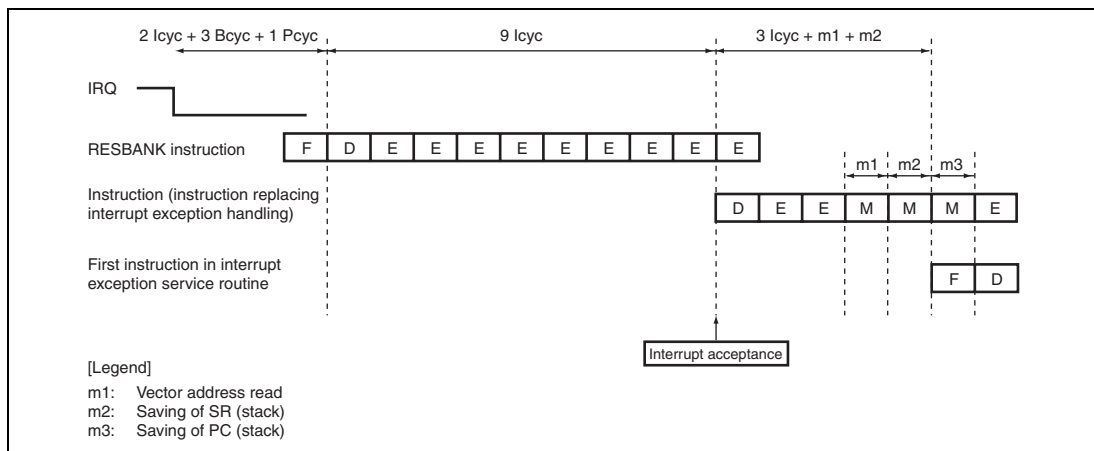 2 Icyc + 3 Bcyc + 1 Pcyc
9 Icyc
3 Icyc + m1 + m2
IRQ
RESBANK instruction
F D E E E E E E E E E
m1 m2 m3
Instruction (instruction replacing
interrupt exception handling)
D E E M M M E
First instruction in interrupt
exception service routine
F D
Interrupt acceptance
[Legend]
m1: Vector address read
m2: Saving of SR (stack)
m3: Saving of PC (stack)